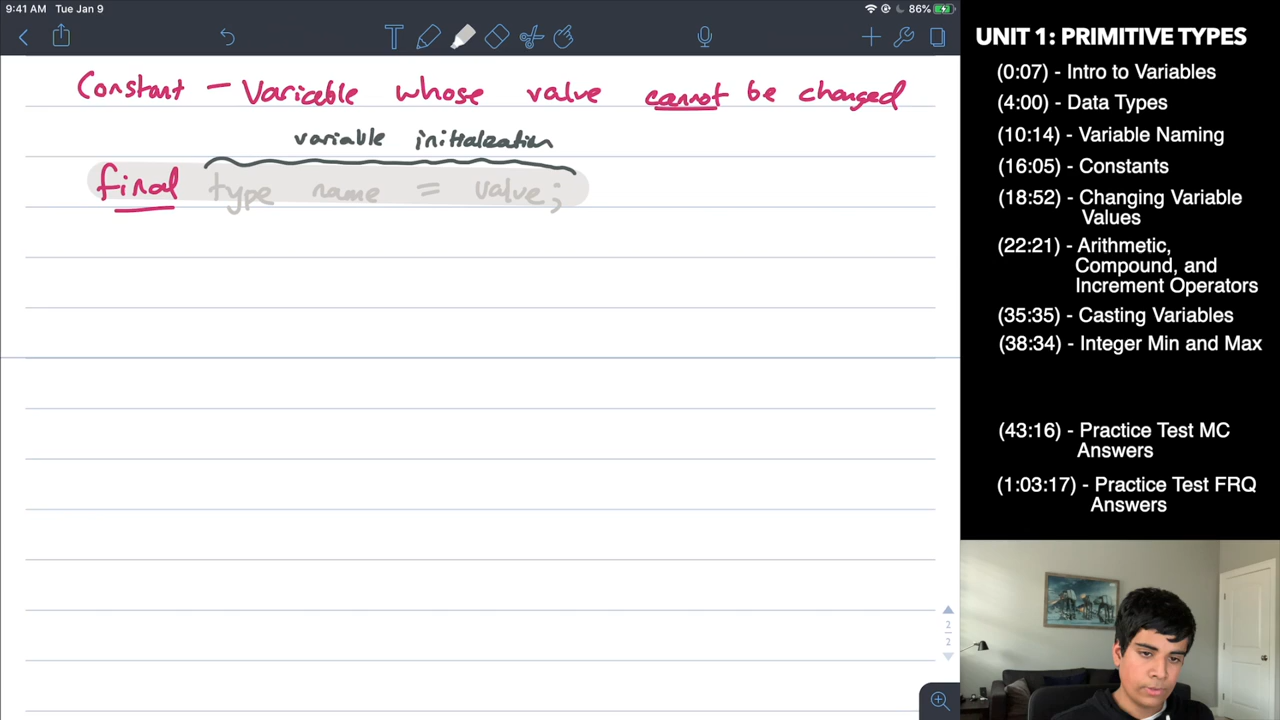 9:41 AM Tue Jan 9
86%
Constant - Variable whose value cannot be changed
variable initialization
final type name = value;
2
2
UNIT 1: PRIMITIVE TYPES
(0:07) - Intro to Variables
(4:00) - Data Types
(10:14) - Variable Naming
(16:05) - Constants
(18:52) - Changing Variable
Values
(22:21) - Arithmetic,
Compound, and
Increment Operators
(35:35) - Casting Variables
(38:34) - Integer Min and Max
(43:16) - Practice Test MC
Answers
(1:03:17) - Practice Test FRQ
Answers